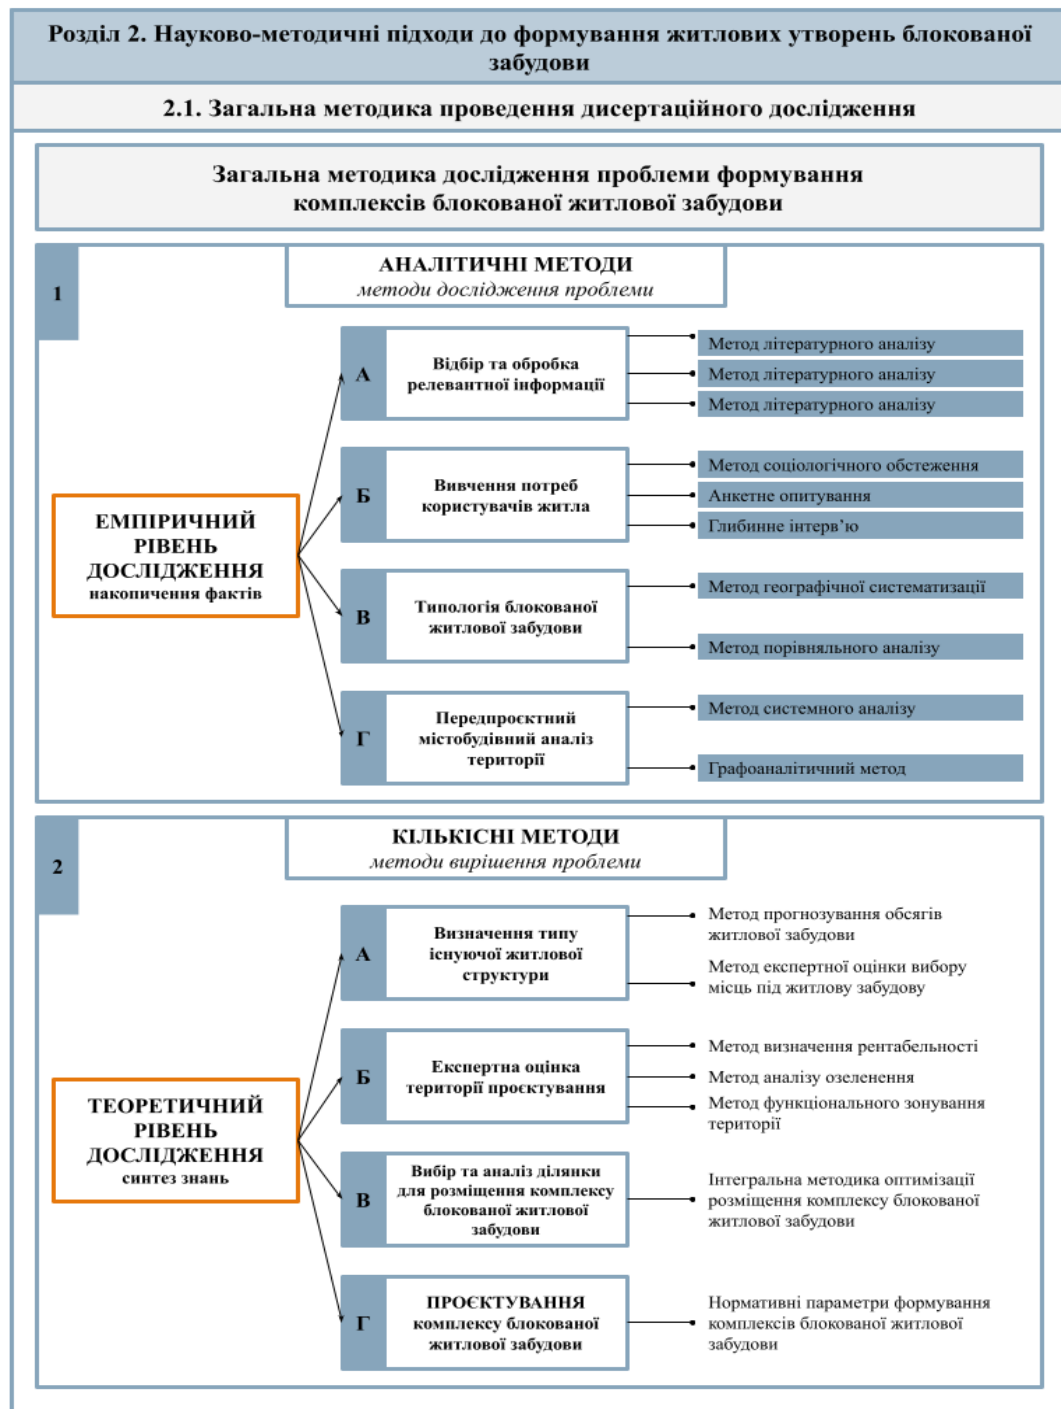 Розділ 2. Науково-методичні підходи до формування житлових утворень блокованої
забудови
2.1. Загальна методика проведення дисертаційного дослідження
Загальна методика дослідження проблеми формування
комплексів блокованої житлової забудови
1
АНАЛІТИЧНІ МЕТОДИ
методи дослідження проблеми
ЕМПІРИЧНИЙ
РІВЕНЬ
ДОСЛІДЖЕННЯ
накопичення фактів
А
Відбір та обробка
релевантної інформації
Метод літературного аналізу
Метод літературного аналізу
Метод літературного аналізу
Б
Вивчення потреб
користувачів житла
Метод соціологічного обстеження
Анкетне опитування
Глибинне інтерв’ю
В
Типологія блокованої
житлової забудови
Метод географічної систематизації
Метод порівняльного аналізу
Г
Передпроєктний
містобудівний аналіз
території
Метод системного аналізу
Графоаналітичний метод
2
КІЛЬКІСНІ МЕТОДИ
методи вирішення проблеми
ТЕОРЕТИЧНИЙ
РІВЕНЬ
ДОСЛІДЖЕННЯ
синтез знань
А
Визначення типу
існуючої житлової
структури
Метод прогнозування обсягів
житлової забудови
Метод експертної оцінки вибору
місць під житлову забудову
Б
Експертна оцінка
території проєктування
Метод визначення рентабельності
Метод аналізу озеленення
Метод функціонального зонування
території
В
Вибір та аналіз ділянки
для розміщення комплексу
блокованої житлової
забудови
Інтегральна методика оптимізації
розміщення комплексу блокованої
житлової забудови
Г
ПРОЄКТУВАННЯ
комплексу блокованої
житлової забудови
Нормативні параметри формування
комплексів блокованої житлової
забудови